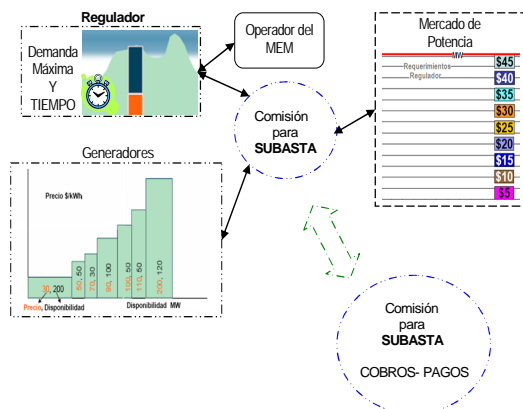 Regulador
Demanda
Máxima
Y
TIEMPO
Operador del
MEM
Mercado de
Potencia
MW
Requerimientos
Regulador
$45
$40
$35
$30
$25
$20
$15
$10
$5
Comisión
para
SUBASTA
Generadores
Precio $/kWh,
30, 200
50, 50
70, 30
90, 100
100, 50
110, 50
200, 120
Precio, Disponibilidad
Disponibilidad MW
Comisión
para
SUBASTA
COBROS- PAGOS